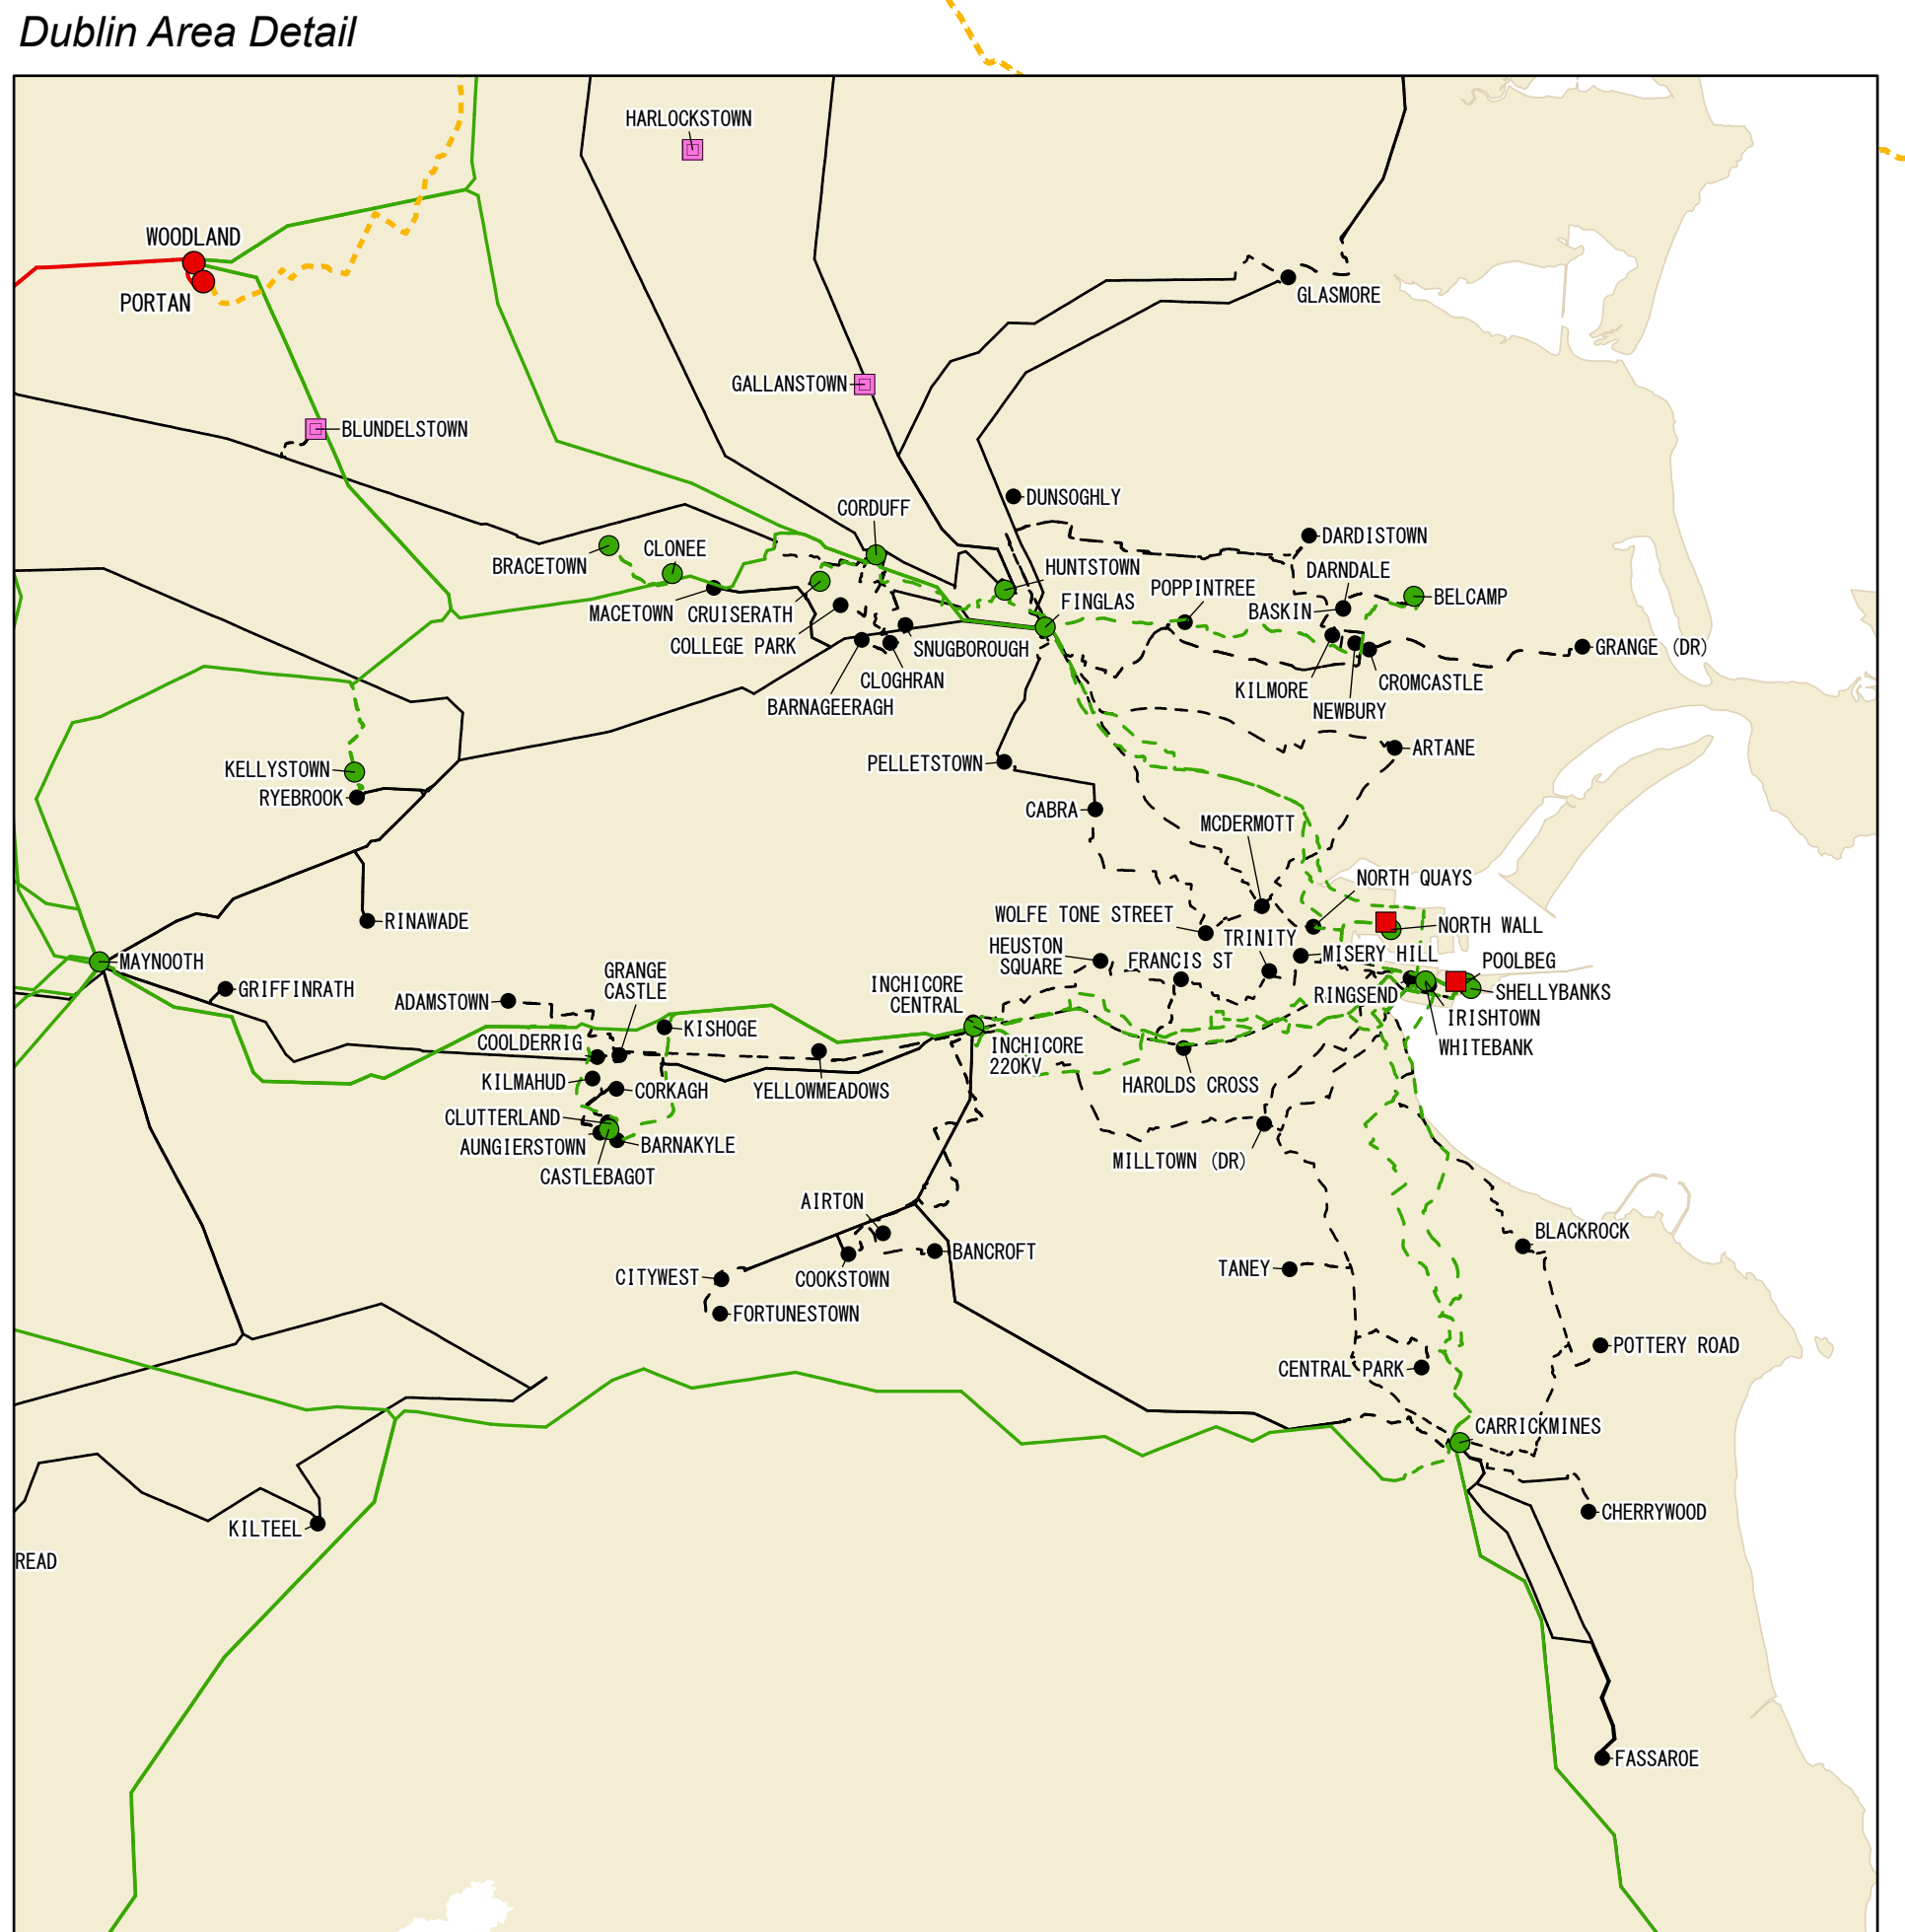 Dublin Area Detail
HARLOCKSTOWN
WOODLAND
PORTAN
GLASMORE
GALLANSTOWN
BLUNDELSTOWN
DUNSOGHLY
CORDUFF
DARDISTOWN
BRACETOWN
CLONEE
HUNTSTOWN
DARNDALE
POPPINTREE
BELCAMP
MACETOWN
CRUISERATH
FINGLAS
BASKIN
COLLEGE PARK
SNUGBOROUGH
GRANGE (DR)
CLOGHRAN
KILMORE
CROMCASTLE
BARNAGEERAGH
NEWBURY
ARTANE
KELLYSTOWN
PELLETSTOWN
RYEBROOK
CABRA
MCDERMOTT
NORTH QUAYS
RINAWADE
WOLFE TONE STREET
NORTH WALL
TRINITY
HEUSTON
SQUARE
MISERY HILL
MAYNOOTH
FRANCIS ST
POOLBEG
GRANGE
CASTLE
GRIFFINRATH
INCHICORE
CENTRAL
RINGSEND
SHELLYBANKS
ADAMSTOWN
IRISHTOWN
KISHOGE
COOLDERRIG
INCHICORE
220KV
WHITEBANK
KILMAHUD
CORKAGH
YELLOWMEADOWS
HAROLDS CROSS
CLUTTERLAND
AUNGIERSTOWN
BARNAKYLE
MILLTOWN (DR)
CASTLEBAGOT
AIRTON
BLACKROCK
BANCROFT
TANEY
CITYWEST
COOKSTOWN
FORTUNESTOWN
POTTERY ROAD
CENTRAL PARK
CARRICKMINES
CHERRYWOOD
KILTEEL
READ
FASSAROE